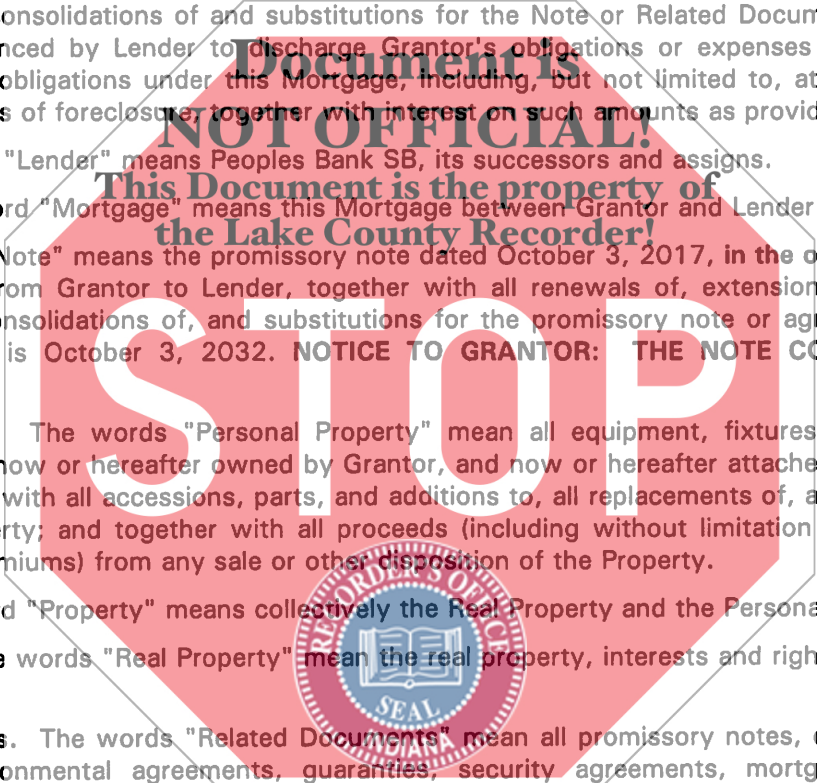 onsolidations of and substitutions for the Note or Related Docum
nced by Lender to discharge Grantor's obligations or expenses
obligations under this Mortgage, including, but not limited to, at
s of foreclosure, together with interest on such amounts as provid
"Lender" means Peoples Bank SB, its successors and assigns.
rd "Mortgage" means this Mortgage between Grantor and Lender
Note" means the promissory note dated October 3, 2017, in the o
rom Grantor to Lender, together with all renewals of, extension
nsolidations of, and substitutions for the promissory note or agr
is October 3, 2032. NOTICE TO GRANTOR: THE NOTE CO
The words "Personal Property" mean all equipment, fixtures
now or hereafter owned by Grantor, and now or hereafter attache
with all accessions, parts, and additions to, all replacements of, a
rty; and together with all proceeds (including without limitation
miums) from any sale or other disposition of the Property.
d "Property" means collectively the Real Property and the Persona
e words "Real Property" mean the real property, interests and righ
s. The words "Related Documents" mean all promissory notes,
onmental agreements, guaranties, security agreements, mortg
Document is
NOT OFFICIAL!
This Document is the property of
the Lake County Recorder!
STOP
RECORDER'S OFFICE
SEAL
INDIANA